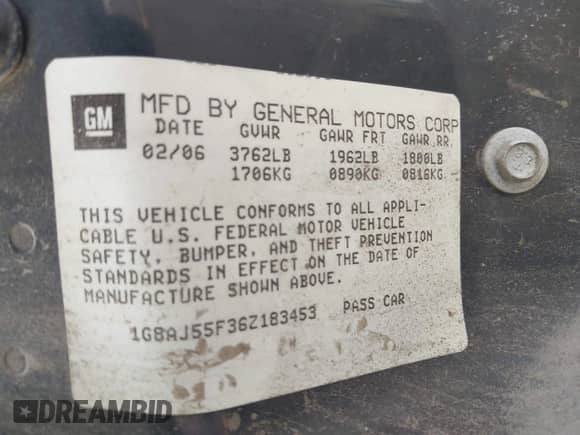 GM
MFD BY GENERAL MOTORS CORP
DATE GVWR GAWR FRT GAWR RR
02/06 3762LB 1962LB 1800LB
1706KG 0890KG 0816KG
THIS VEHICLE CONFORMS TO ALL APPLI-
CABLE U.S. FEDERAL MOTOR VEHICLE
SAFETY, BUMPER, AND THEFT PREVENTION
STANDARDS IN EFFECT ON THE DATE OF
MANUFACTURE SHOWN ABOVE.
1G8AJ55F36Z183453 PASS CAR
DREAMBID